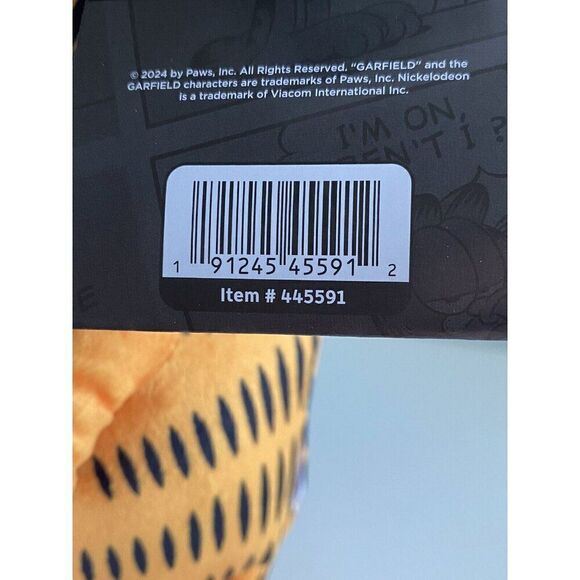 © 2024 by Paws, Inc. All Rights Reserved. "GARFIELD" and the
GARFIELD characters are trademarks of Paws, Inc. Nickelodeon
is a trademark of Viacom International Inc.
I'M ON,
I?
1 91245 45591 2
Item # 445591